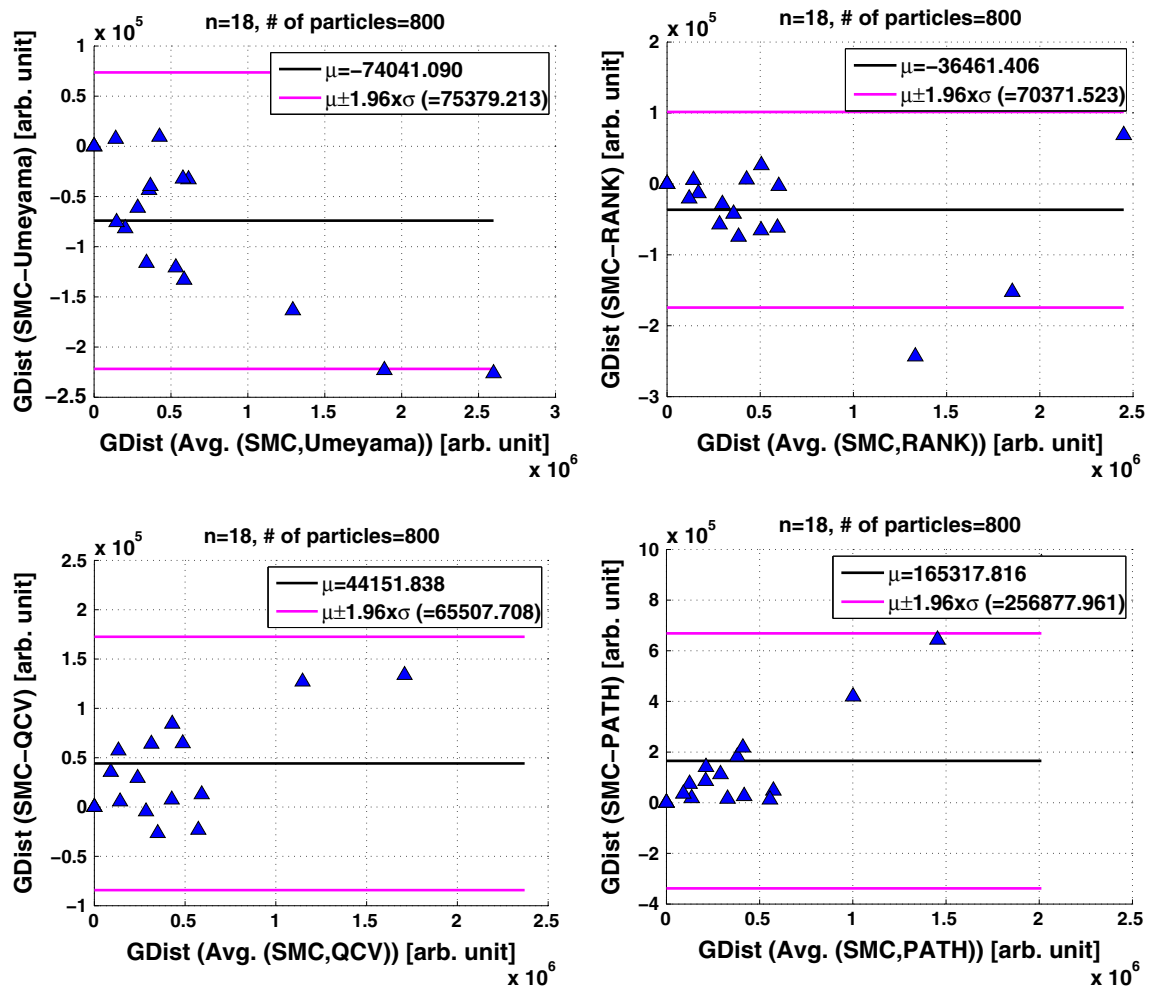 x 10^5
n=18, # of particles=800
μ=−74041.090
μ±1.96xσ (=75379.213)
GDist (SMC−Umeyama) [arb. unit]
1
0.5
0
−0.5
−1
−1.5
−2
−2.5
0 0.5 1 1.5 2 2.5 3
GDist (Avg. (SMC,Umeyama)) [arb. unit]
x 10^6
x 10^5
n=18, # of particles=800
μ=−36461.406
μ±1.96xσ (=70371.523)
GDist (SMC−RANK) [arb. unit]
2
1
0
−1
−2
−3
0 0.5 1 1.5 2 2.5
GDist (Avg. (SMC,RANK)) [arb. unit]
x 10^6
x 10^5
n=18, # of particles=800
μ=44151.838
μ±1.96xσ (=65507.708)
GDist (SMC−QCV) [arb. unit]
2.5
2
1.5
1
0.5
0
−0.5
−1
0 0.5 1 1.5 2 2.5
GDist (Avg. (SMC,QCV)) [arb. unit]
x 10^6
x 10^5
n=18, # of particles=800
μ=165317.816
μ±1.96xσ (=256877.961)
GDist (SMC−PATH) [arb. unit]
10
8
6
4
2
0
−2
−4
0 0.5 1 1.5 2 2.5
GDist (Avg. (SMC,PATH)) [arb. unit]
x 10^6